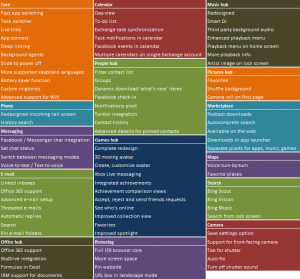 Core
Fast app switching
Task switcher
Live tiles
App connect
Deep linking
Background agents
Slide to power off
More supported keyboard languages
Battery saver function
Custom ringtones
Advanced support for WiFi
Phone
Redesigned incoming call screen
History search
Messaging
Facebook / Messenger chat integration
Set chat status
Switch between messaging modes
Voice-to-text / Text-to-voice
E-mail
Linked inboxes
Office 365 support
Advanced e-mail setup
Threaded e-mails
Automatic replies
Search
Pin e-mail folders
Office hub
Office 365 support
SkyDrive integration
Formulas in Excel
IRM support for documents
Calendar
Day-view
To-do list
Exchange task synchronization
Task notifications in calendar
Facebook events in calendar
Multiple calendars on single Exchange account
People hub
Filter contact list
Groups
Dynamic download 'what's new' items
Facebook check-in
Notifications pivot
Twitter integration
Contact history
Advanced details for pinned contacts
Games hub
Complete redesign
3D moving avatar
Create, customise avatar
Xbox Live messaging
Integrated achievements
Achievement comparison views
Accept, reject and send friends requests
See who's online
Improved collection view
Search
Favorites
Improved spotlight
Browsing
Full IE9 browser core
More screen space
Pin website
URL box in landscape mode
Music hub
Redesigned
Smart DJ
Third party background audio
Enhanced playback menu
Playback menu on home screen
More playback info
Artist image on lock screen
Pictures hub
Favorites
Shuffle background
Camera roll on first page
Marketplace
Podcast downloads
Autocomplete search
Available on the web
Downloads in app launcher
Separate pivots for apps, music, games
Maps
Voice turn-by-turn
Favorite places
Search
Bing Scout
Bing Vision
Bing Music
Search from lock screen
Camera
Save settings option
Support for front-facing camera
Tab for shutter
Auto-fix
Turn off shutter sound